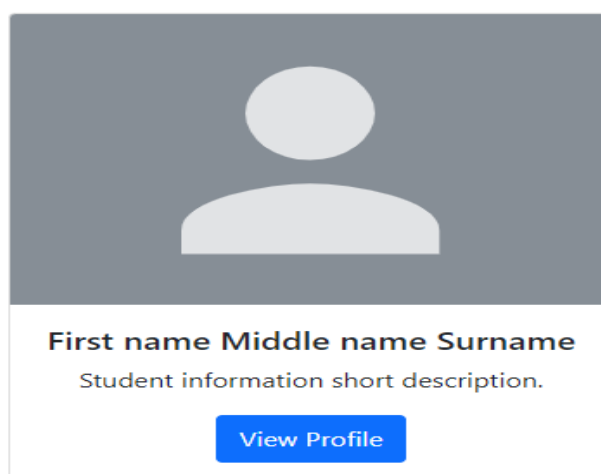 First name Middle name Surname
Student information short description.
View Profile